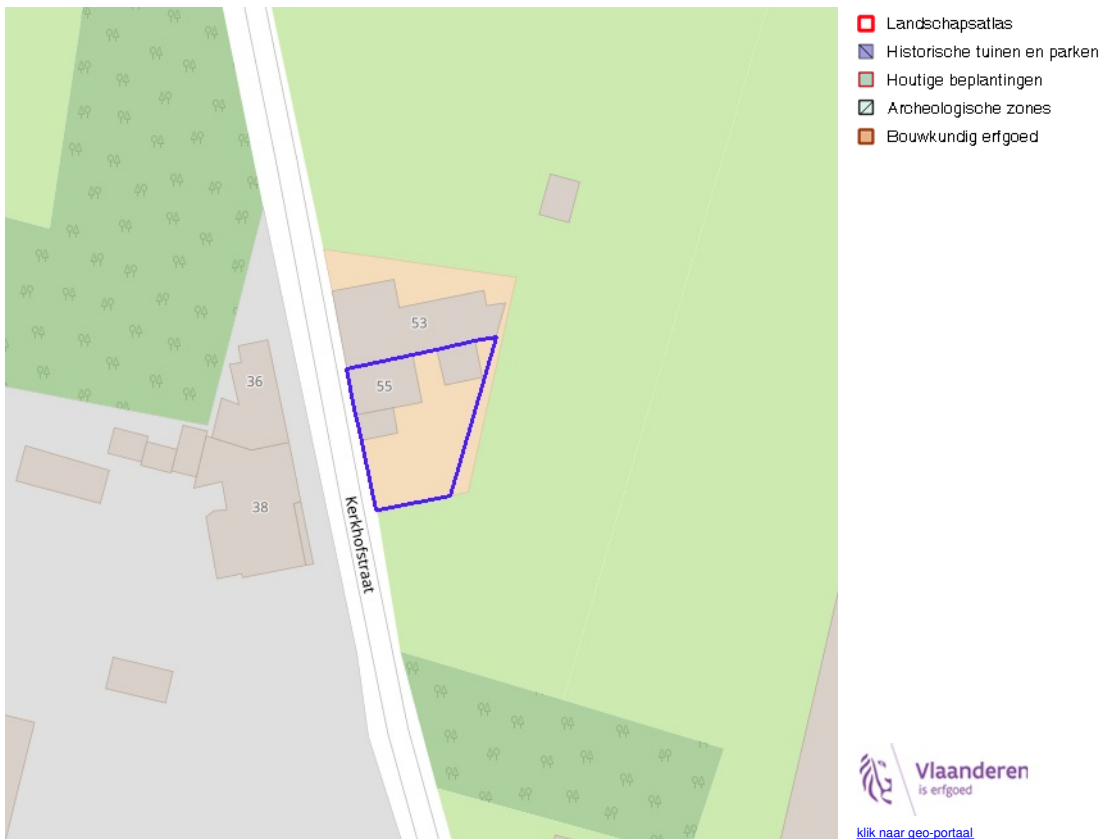 Landschapsatlas
Historische tuinen en parken
Houtige beplantingen
Archeologische zones
Bouwkundig erfgoed
53
55
36
38
Kerkhofstraat
Vlaanderen
is erfgoed
klik naar geo-portaal